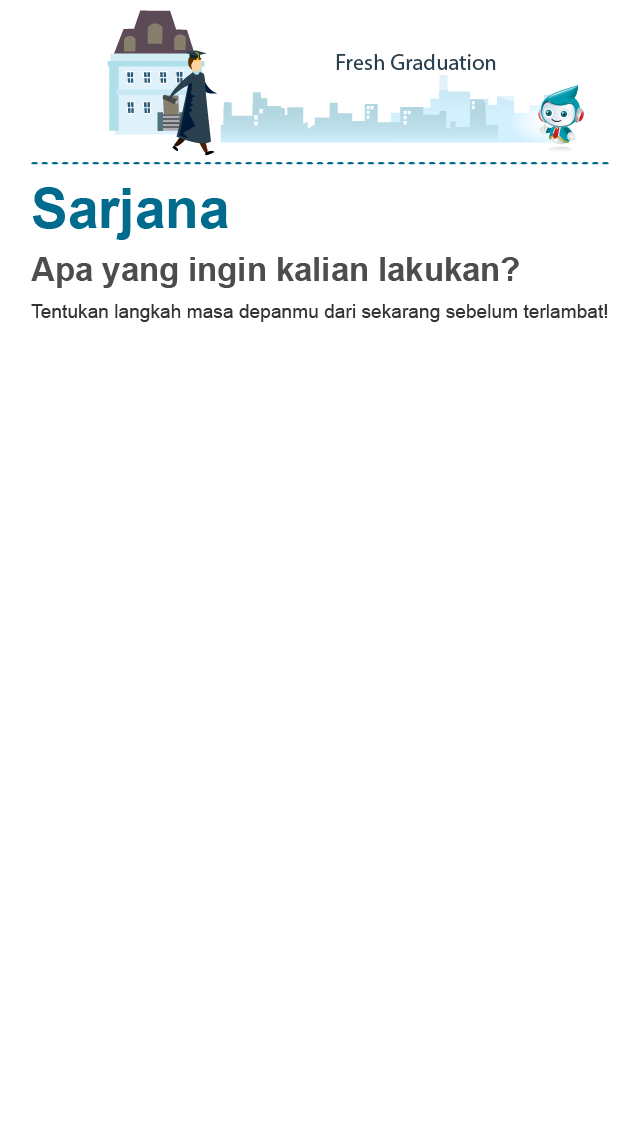 Fresh Graduation
Sarjana
Apa yang ingin kalian lakukan?
Tentukan langkah masa depanmu dari sekarang sebelum terlambat!